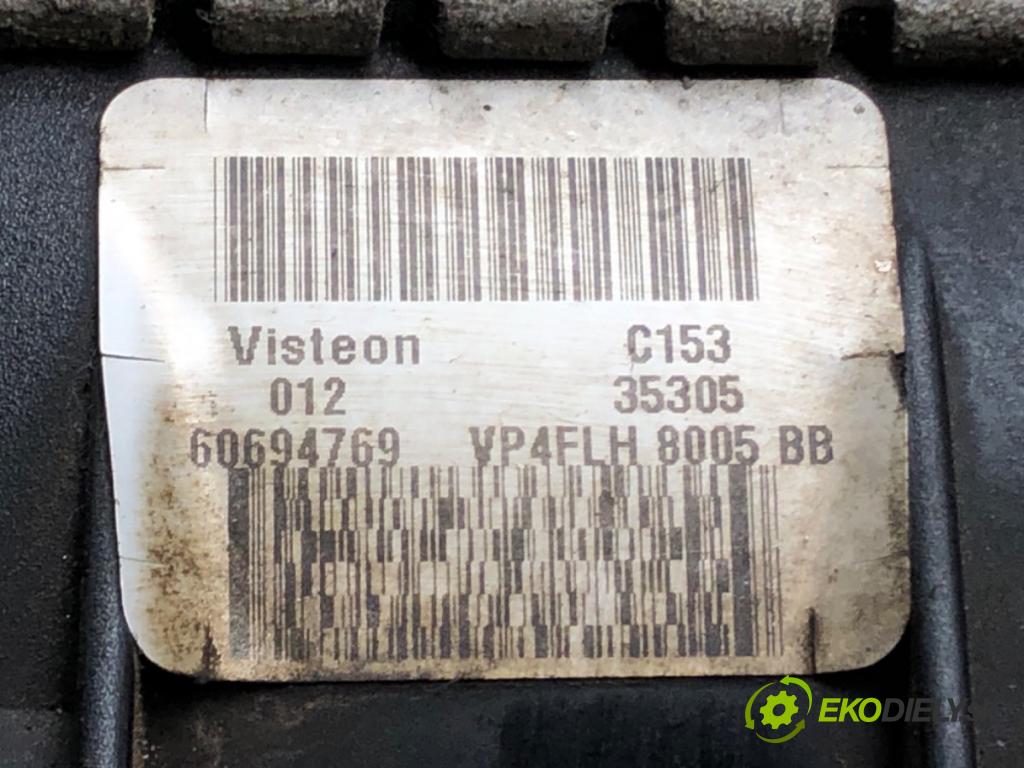 Visteon C153
012 35305
60694769 VP4FLH 8005 BB
EKODIELY